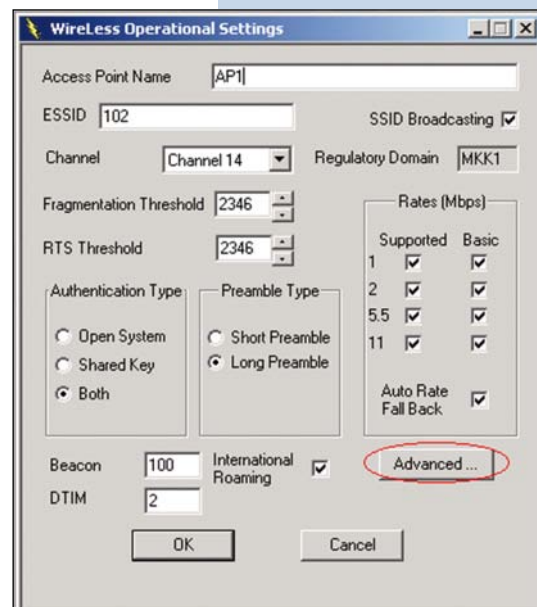 WireLess Operational Settings
Access Point Name AP1
ESSID 102 SSID Broadcasting
Channel Channel 14 Regulatory Domain MKK1
Fragmentation Threshold 2346
RTS Threshold 2346
Rates (Mbps)
Supported Basic
1
2
5.5
11
Auto Rate
Fall Back
Authentication Type
Open System
Shared Key
Both
Preamble Type
Short Preamble
Long Preamble
Beacon 100
International
Roaming
Advanced ...
DTIM 2
OK Cancel